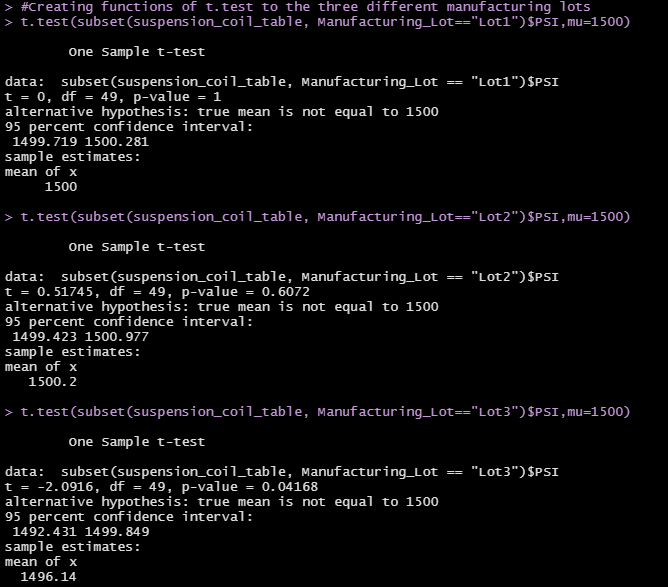 > #Creating functions of t.test to the three different manufacturing lots
> t.test(subset(suspension_coil_table, Manufacturing_Lot=="Lot1")$PSI,mu=1500)
One Sample t-test
data:  subset(suspension_coil_table, Manufacturing_Lot == "Lot1")$PSI
t = 0, df = 49, p-value = 1
alternative hypothesis: true mean is not equal to 1500
95 percent confidence interval:
1499.719 1500.281
sample estimates:
mean of x
1500
> t.test(subset(suspension_coil_table, Manufacturing_Lot=="Lot2")$PSI,mu=1500)
One Sample t-test
data:  subset(suspension_coil_table, Manufacturing_Lot == "Lot2")$PSI
t = 0.51745, df = 49, p-value = 0.6072
alternative hypothesis: true mean is not equal to 1500
95 percent confidence interval:
1499.423 1500.977
sample estimates:
mean of x
1500.2
> t.test(subset(suspension_coil_table, Manufacturing_Lot=="Lot3")$PSI,mu=1500)
One Sample t-test
data:  subset(suspension_coil_table, Manufacturing_Lot == "Lot3")$PSI
t = -2.0916, df = 49, p-value = 0.04168
alternative hypothesis: true mean is not equal to 1500
95 percent confidence interval:
1492.431 1499.849
sample estimates:
mean of x
1496.14